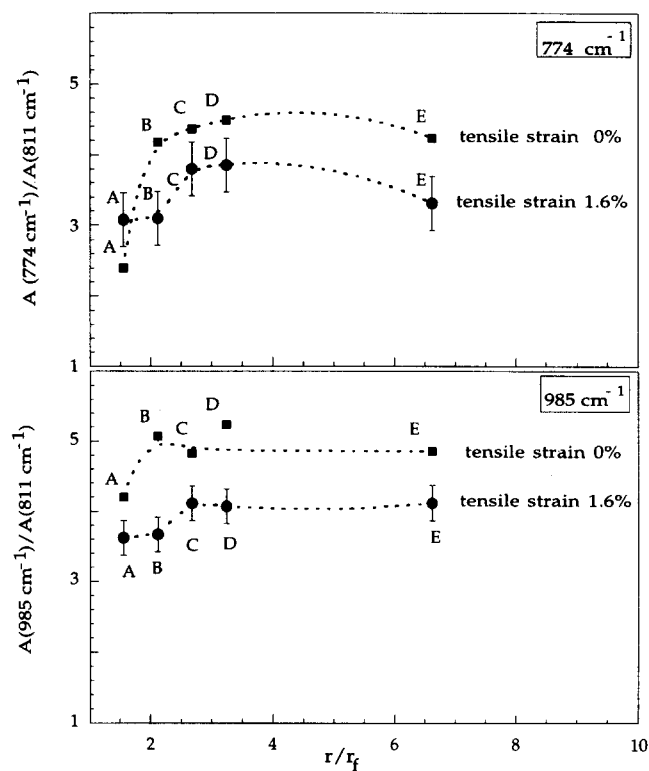 774 cm⁻¹
A (774 cm⁻¹)/A(811 cm⁻¹)
5
3
1
A
B
C
D
E
tensile strain 0%
A
B
C
D
E
tensile strain 1.6%
985 cm⁻¹
A(985 cm⁻¹)/A(811 cm⁻¹)
5
3
1
A
B
C
D
E
tensile strain 0%
tensile strain 1.6%
A
B
C
D
E
2
4
6
8
10
r/r_f